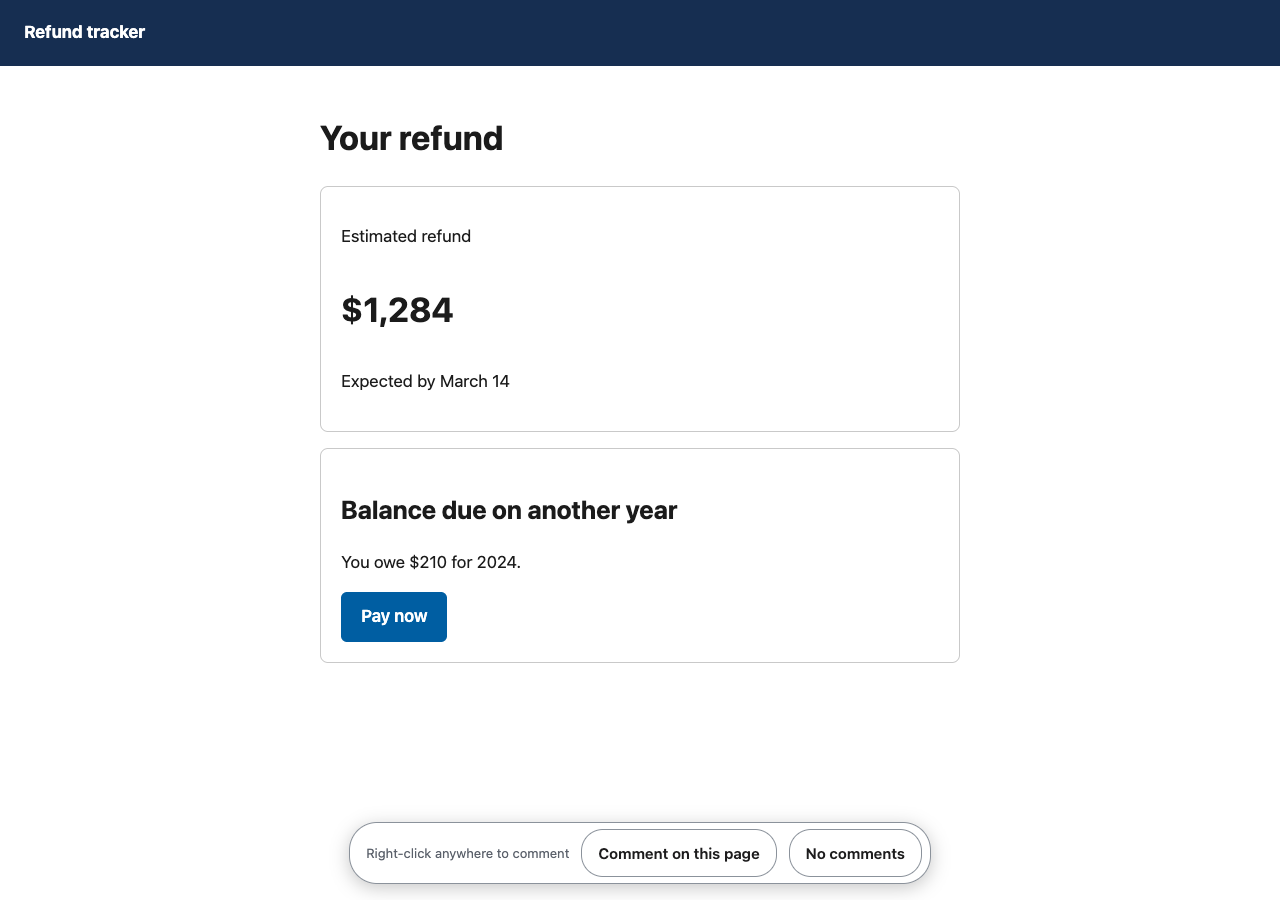 Refund tracker
Your refund
Estimated refund
$1,284
Expected by March 14
Balance due on another year
You owe $210 for 2024.
Pay now
Right-click anywhere to comment
Comment on this page
No comments